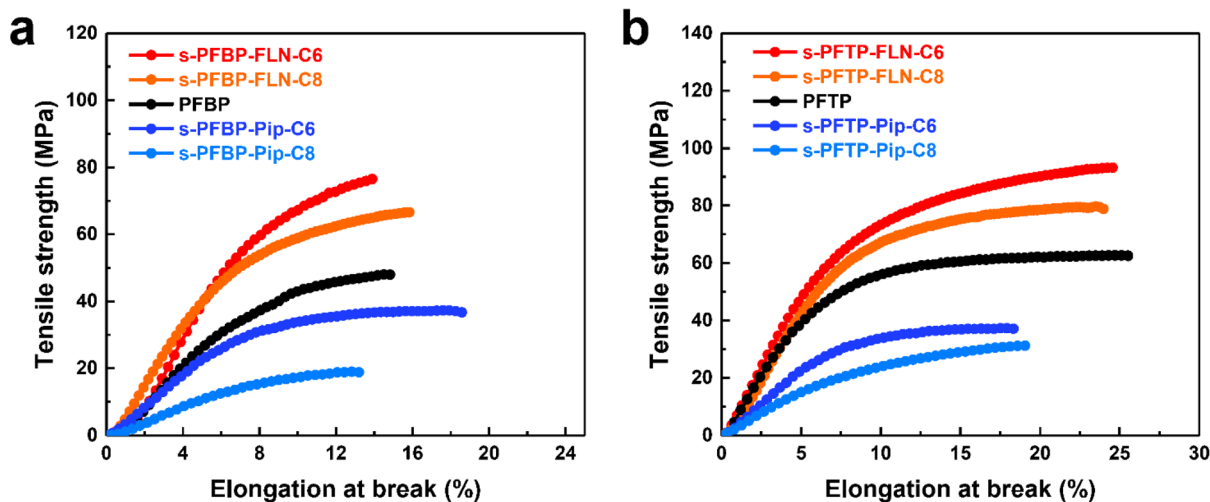 a
120
100
80
60
40
20
0
Tensile strength (MPa)
s-PFBP-FLN-C6
s-PFBP-FLN-C8
PFBP
s-PFBP-Pip-C6
s-PFBP-Pip-C8
0 4 8 12 16 20 24
Elongation at break (%)
b
140
120
100
80
60
40
20
0
Tensile strength (MPa)
s-PFTP-FLN-C6
s-PFTP-FLN-C8
PFTP
s-PFTP-Pip-C6
s-PFTP-Pip-C8
0 5 10 15 20 25 30
Elongation at break (%)